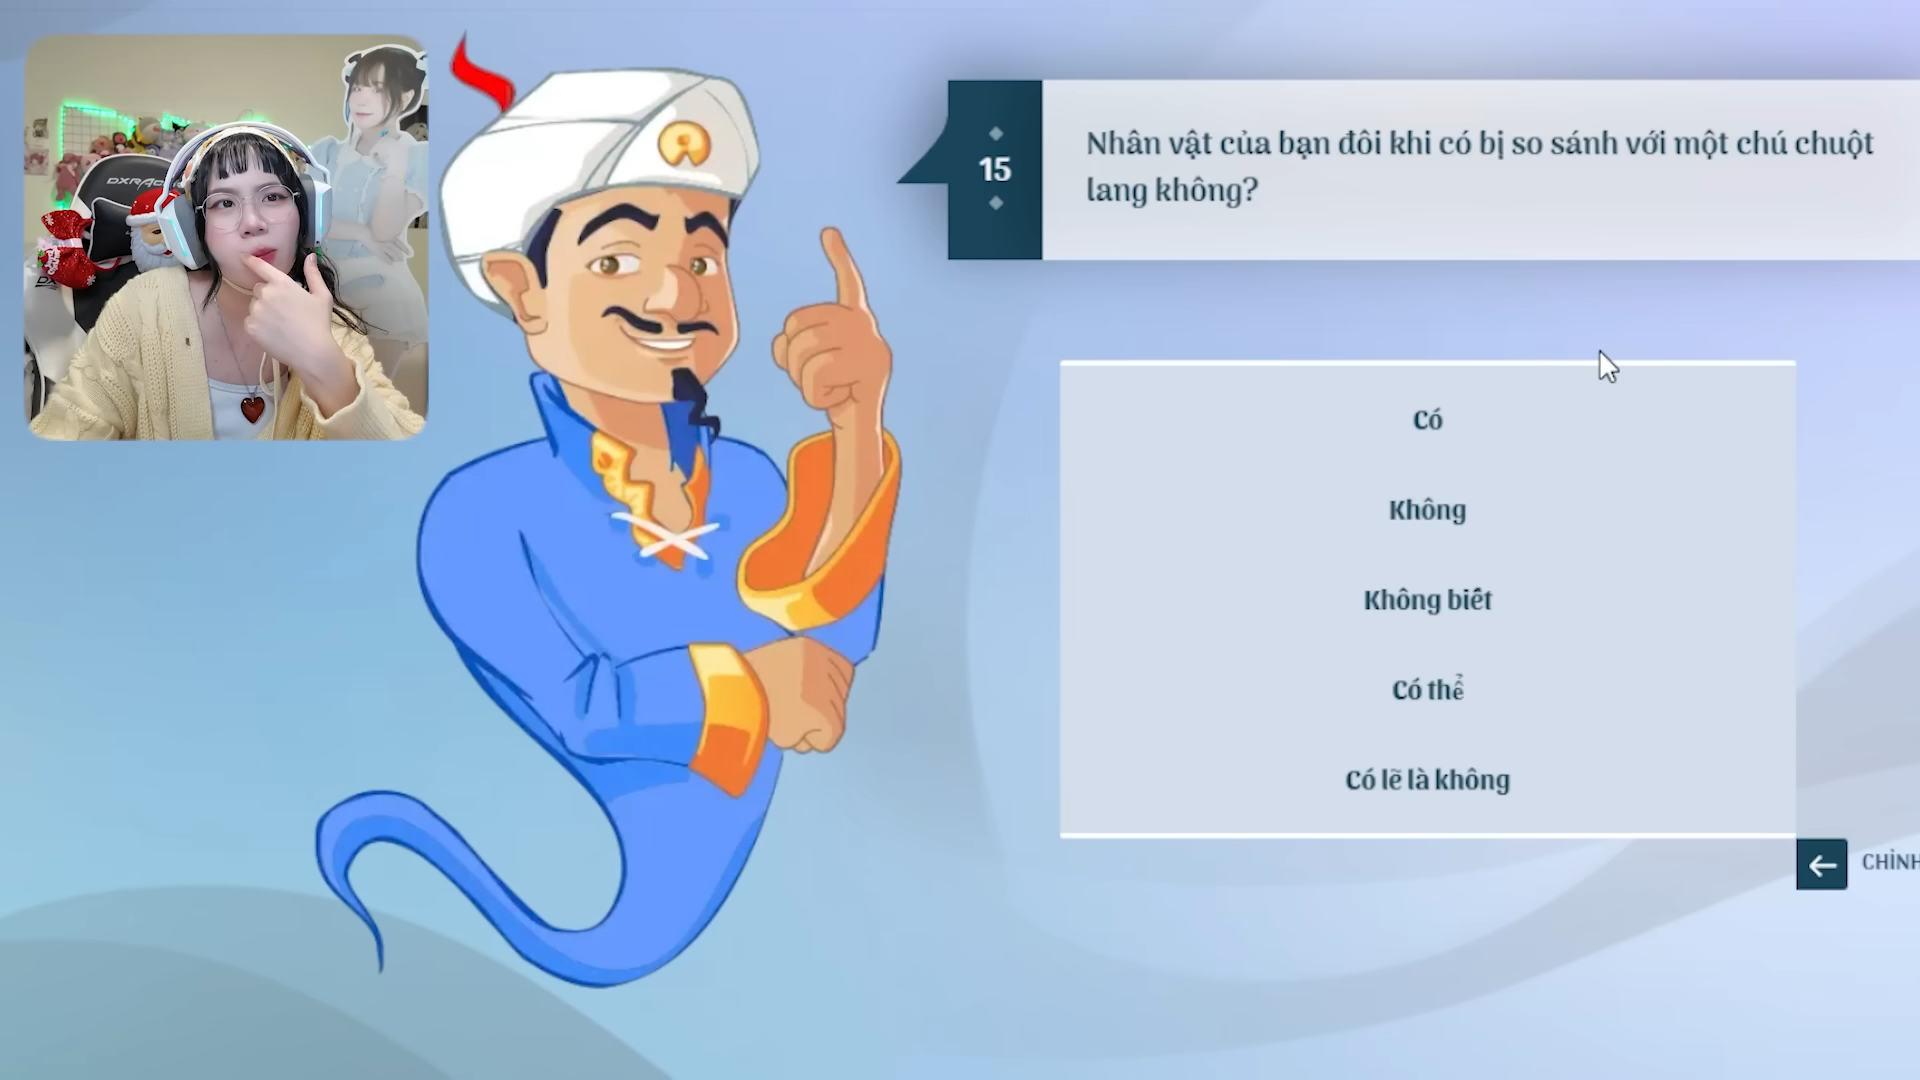 DXRAC
15
Nhân vật của bạn đôi khi có bị so sánh với một chú chuột
lang không?
Có
Không
Không biết
Có thể
Có lẽ là không
CHỈNH